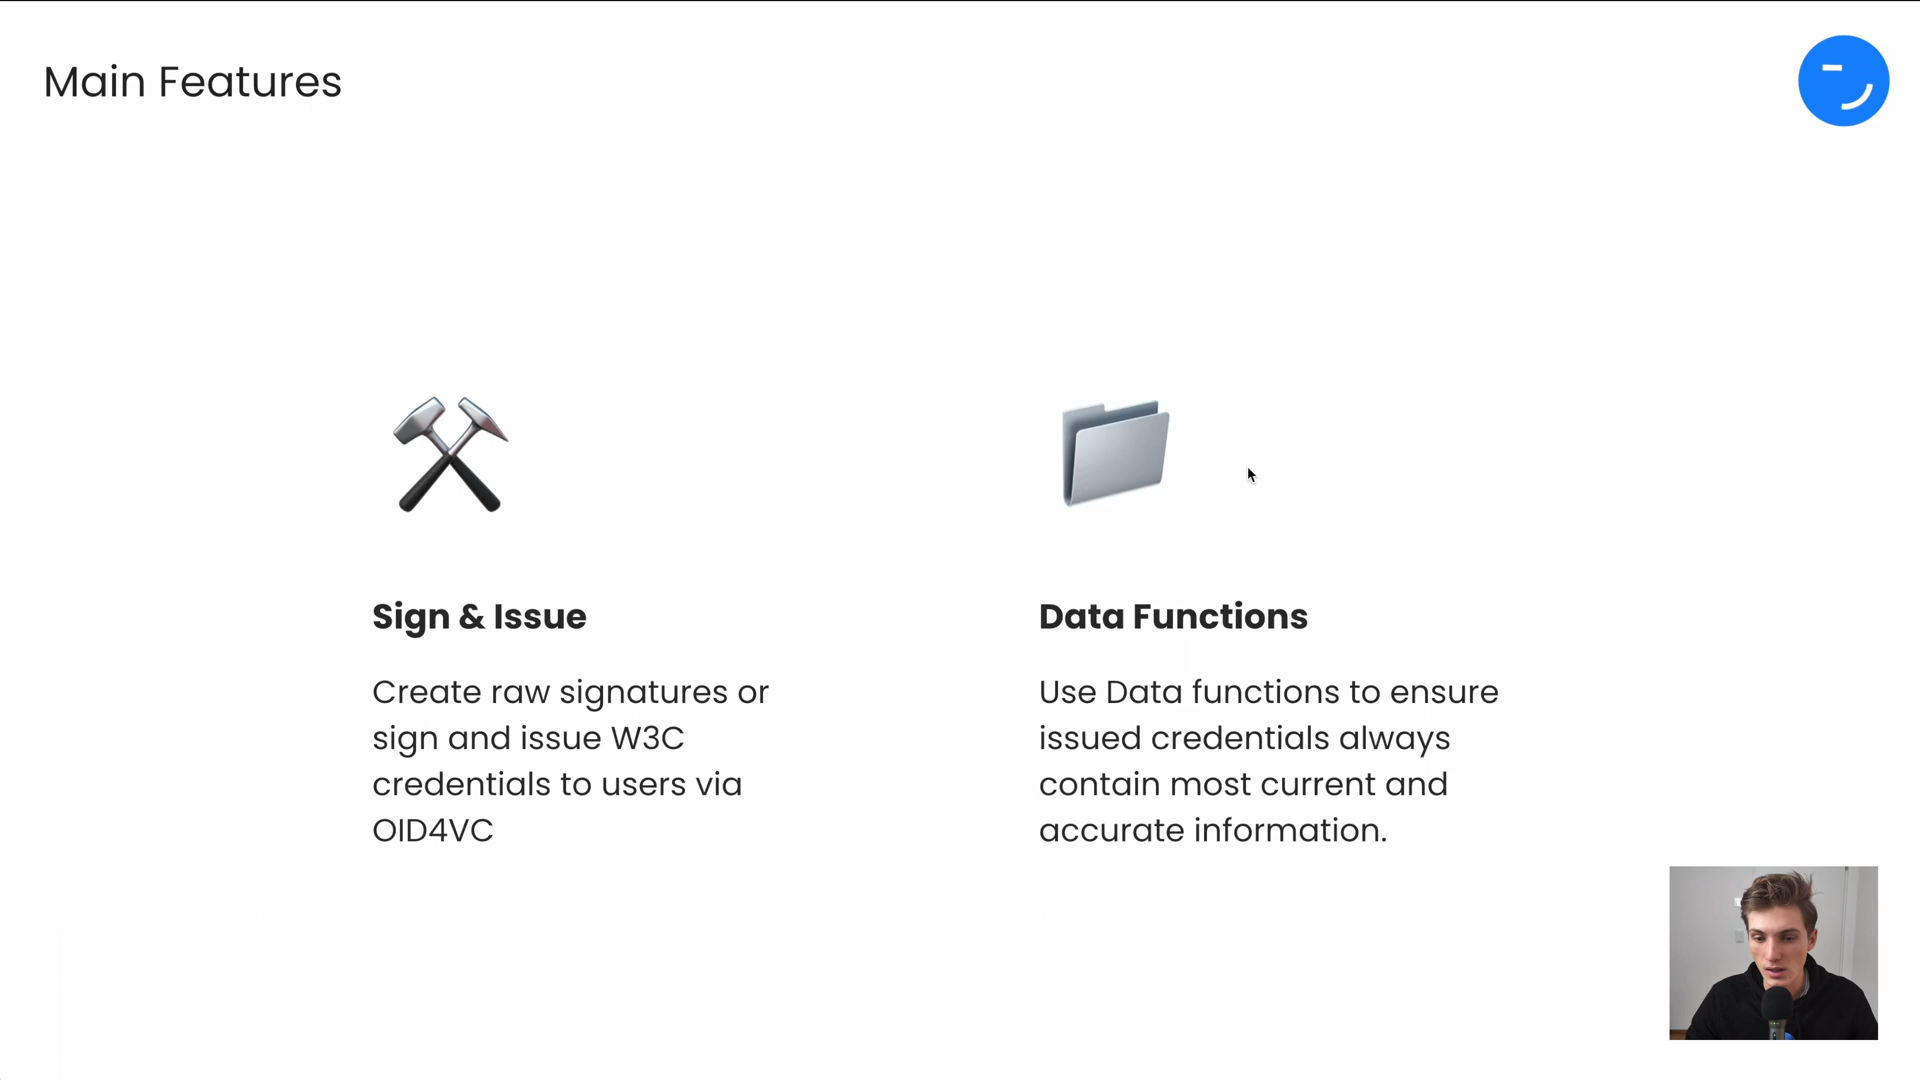 Main Features
Sign & Issue
Create raw signatures or
sign and issue W3C
credentials to users via
OID4VC
Data Functions
Use Data functions to ensure
issued credentials always
contain most current and
accurate information.